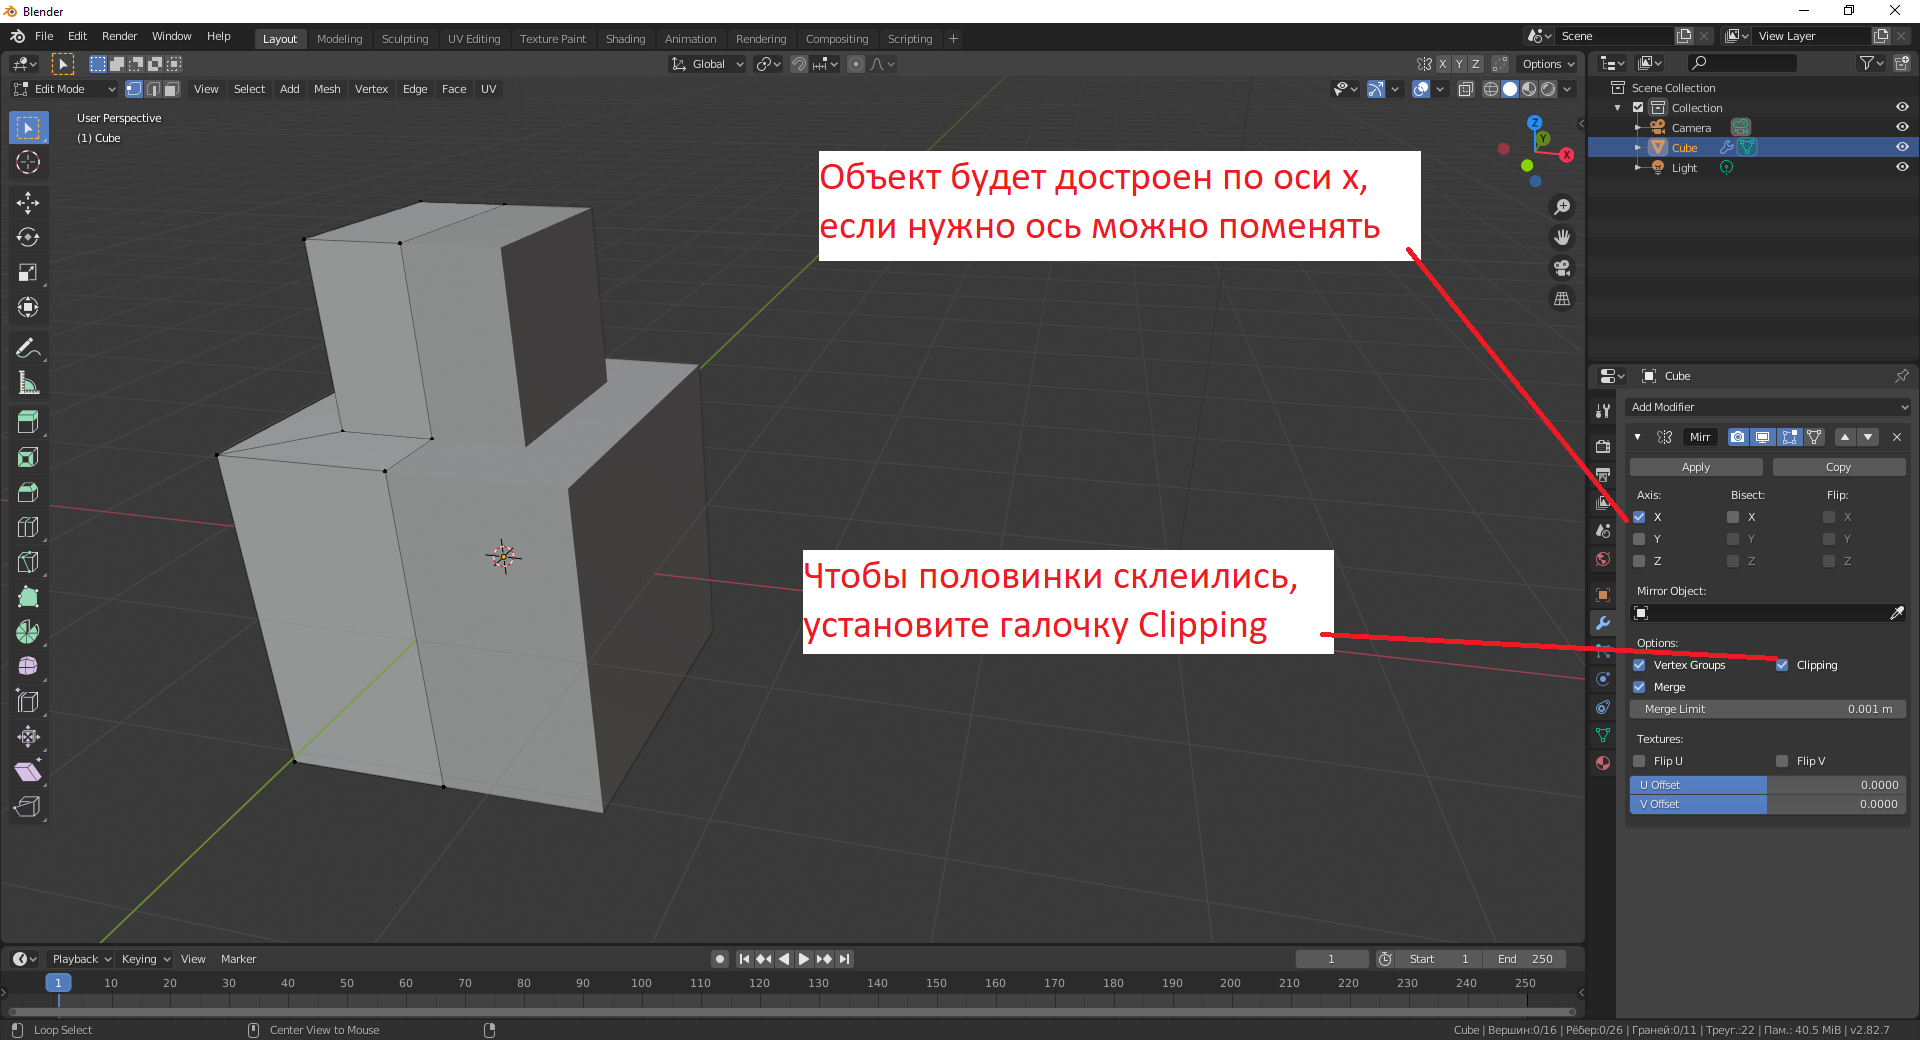 Blender
File Edit Render Window Help Layout Modeling Sculpting UV Editing Texture Paint Shading Animation Rendering Compositing Scripting + Scene View Layer
Global X Y Z Options
Edit Mode View Select Add Mesh Vertex Edge Face UV
User Perspective
(1) Cube
Z
Y
X
Объект будет достроен по оси х,
если нужно ось можно поменять
Чтобы половинки склеились,
установите галочку Clipping
Scene Collection
Collection
Camera
Cube
Light
Cube
Add Modifier
Mirr
Apply Copy
Axis: Bisect: Flip:
X X X
Y Y Y
Z Z Z
Mirror Object:
Options:
Vertex Groups Clipping
Merge
Merge Limit 0.001 m
Textures:
Flip U Flip V
U Offset 0.0000
V Offset 0.0000
Playback Keying View Marker 1 Start 1 End 250
1 10 20 30 40 50 60 70 80 90 100 110 120 130 140 150 160 170 180 190 200 210 220 230 240 250
Loop Select Center View to Mouse Cube | Вершин:0/16 | Рёбер:0/26 | Граней:0/11 | Треуг.:22 | Пам.: 40.5 MiB | v2.82.7